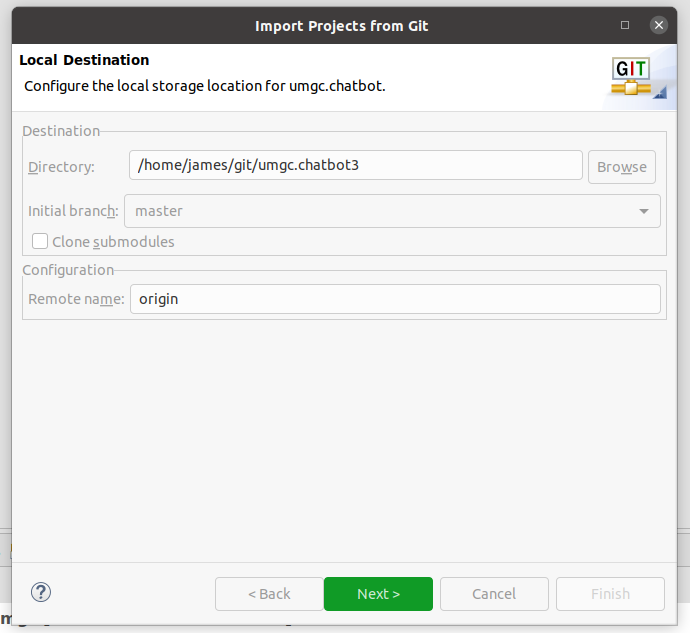 Import Projects from Git
Local Destination
Configure the local storage location for umgc.chatbot.
GIT
Destination
Directory: /home/james/git/umgc.chatbot3 Browse
Initial branch: master
Clone submodules
Configuration
Remote name: origin
? < Back Next > Cancel Finish